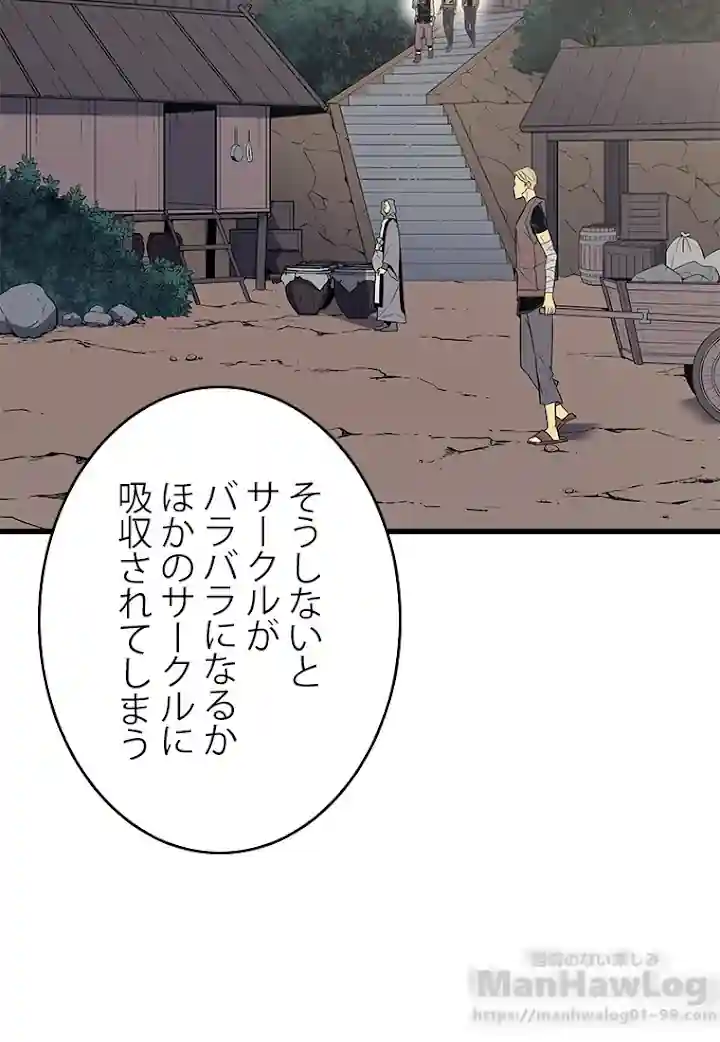 そうしないと
サークルが
バラバラになるか
ほかのサークルに
吸収されてしまう
ManHawLog
https://manhwalog01-99.com